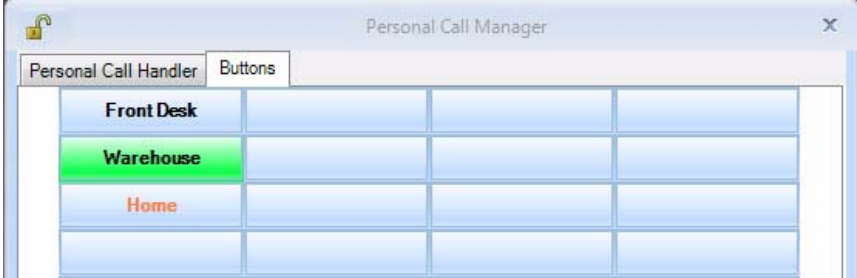 Personal Call Manager
Personal Call Handler Buttons
Front Desk
Warehouse
Home